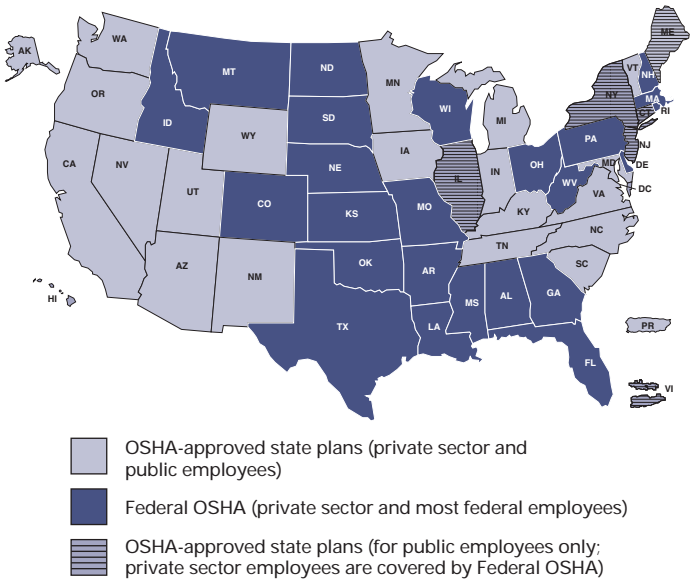 ME
WA
AK
VT
MT
ND
NH
MN
OR
NY
MA
WI
SD
ID
CT
RI
MI
WY
PA
IA
NJ
NE
OH
IN
MD
DE
NV
IL
CA
UT
WV
DC
CO
VA
KS
MO
KY
NC
TN
OK
AZ
SC
AR
NM
MS
AL
GA
HI
TX
LA
PR
FL
VI
OSHA-approved state plans (private sector and
public employees)
Federal OSHA (private sector and most federal employees)
OSHA-approved state plans (for public employees only;
private sector employees are covered by Federal OSHA)